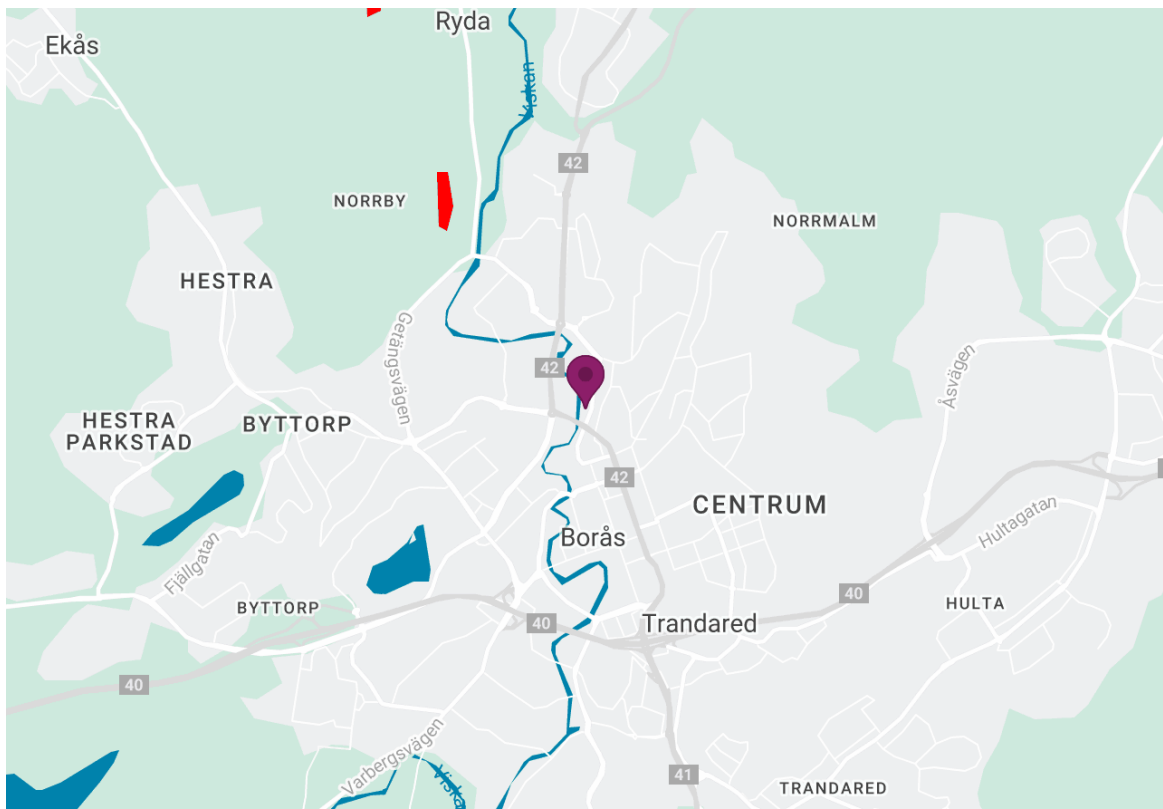 Ryda
Ekås
Viskan
42
NORRBY
NORRMALM
HESTRA
Getängsvägen
42
Åsvägen
HESTRA
PARKSTAD
BYTTORP
42
CENTRUM
Hultagatan
Borås
Fjällgatan
BYTTORP
40
HULTA
40
Trandared
40
Varbergsvägen
Viska
41
TRANDARED